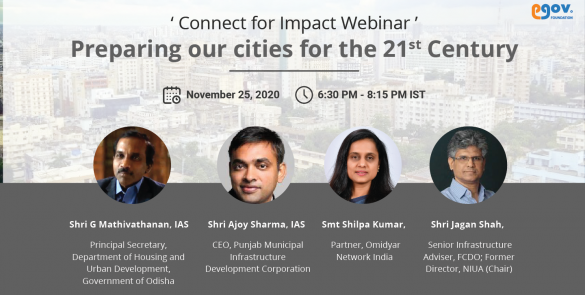 egov.
FOUNDATION
‘ Connect for Impact Webinar ’
Preparing our cities for the 21st Century
November 25, 2020 6:30 PM - 8:15 PM IST
Shri G Mathivathanan, IAS
Principal Secretary,
Department of Housing and
Urban Development,
Government of Odisha
Shri Ajoy Sharma, IAS
CEO, Punjab Municipal
Infrastructure
Development Corporation
Smt Shilpa Kumar,
Partner, Omidyar
Network India
Shri Jagan Shah,
Senior Infrastructure
Adviser, FCDO; Former
Director, NIUA (Chair)